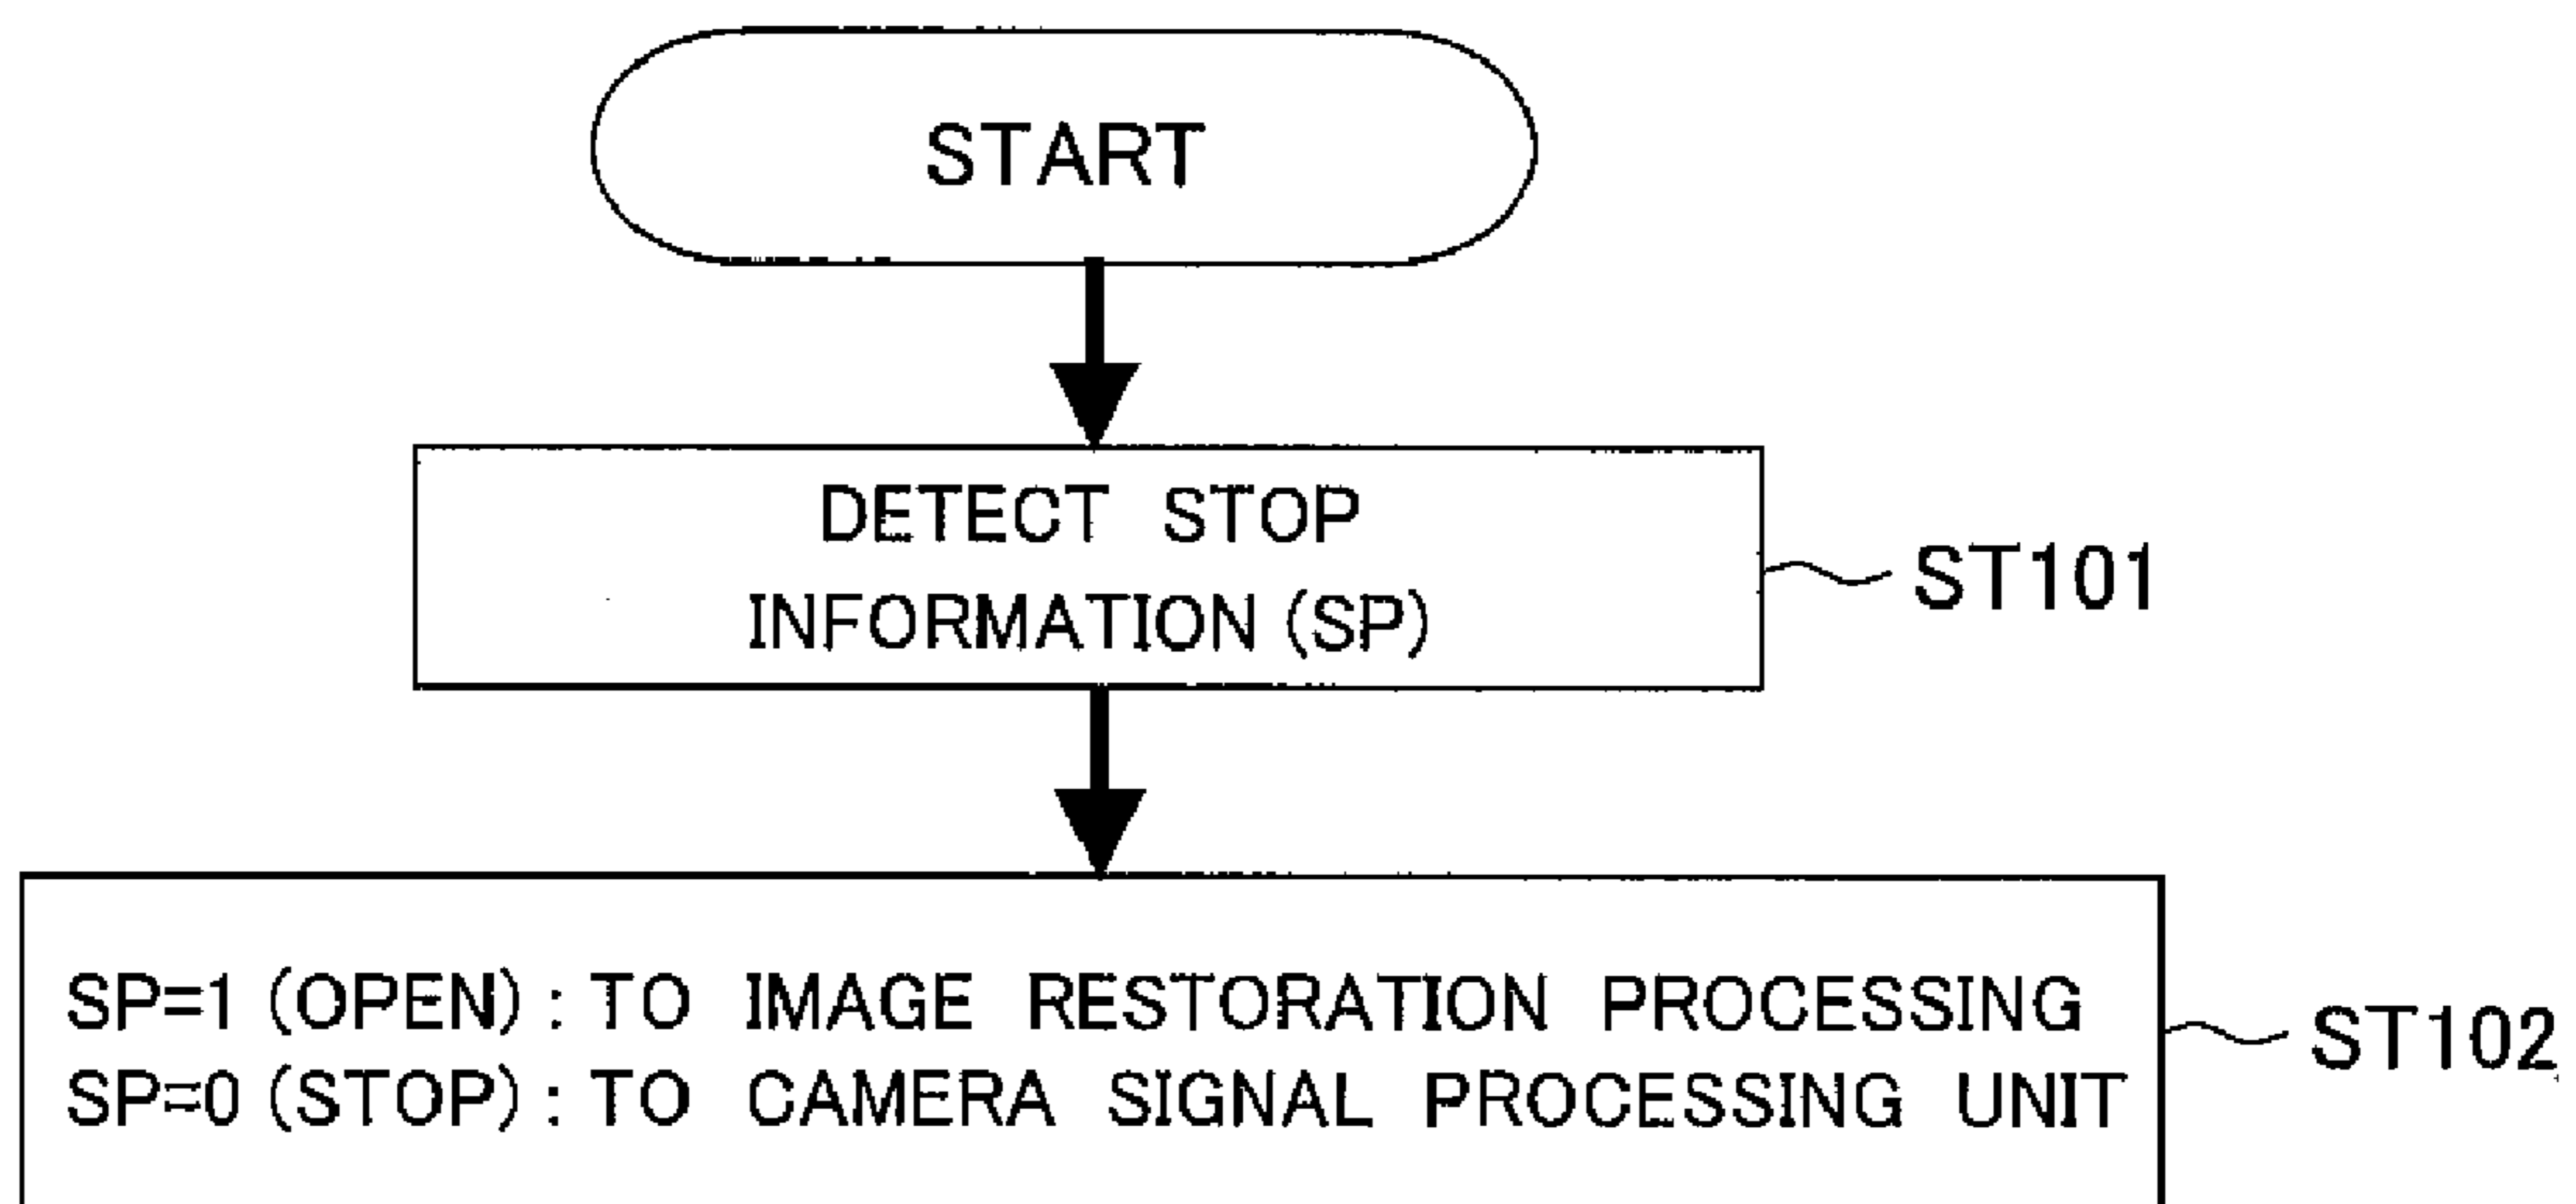 START
DETECT STOP
INFORMATION (SP)
ST101
SP=1 (OPEN) : TO IMAGE RESTORATION PROCESSING
SP=0 (STOP) : TO CAMERA SIGNAL PROCESSING UNIT
ST102